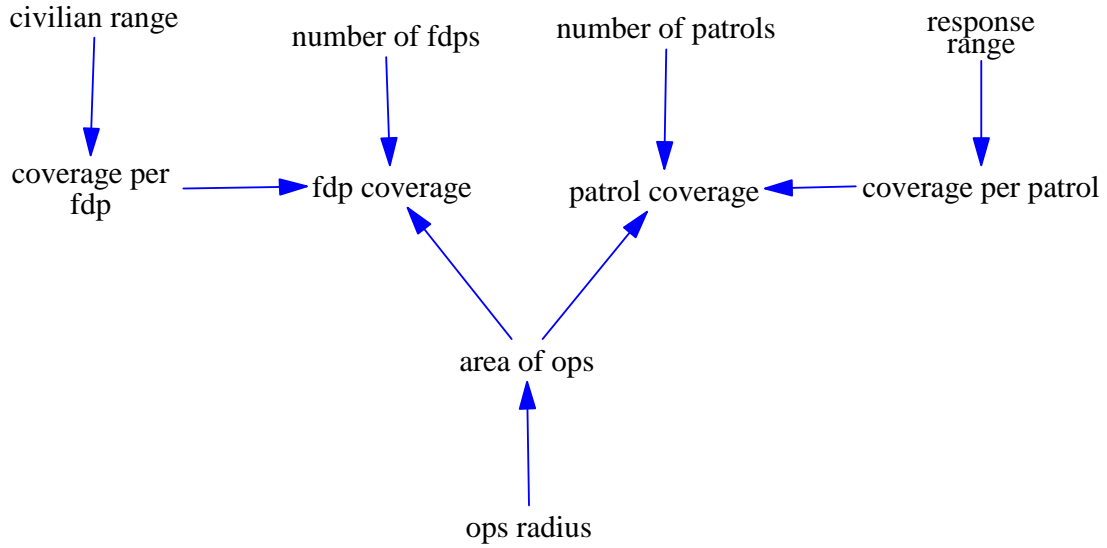 civilian range
number of fdps
number of patrols
response
range
coverage per
fdp
fdp coverage
patrol coverage
coverage per patrol
area of ops
ops radius